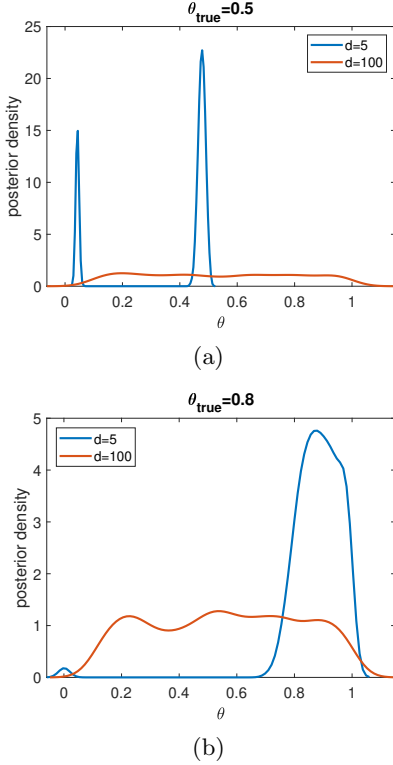 θtrue=0.5
25
20
15
10
5
0
posterior density
d=5
d=100
0 0.2 0.4 0.6 0.8 1
θ
(a)
θtrue=0.8
5
4
3
2
1
0
posterior density
d=5
d=100
0 0.2 0.4 0.6 0.8 1
θ
(b)